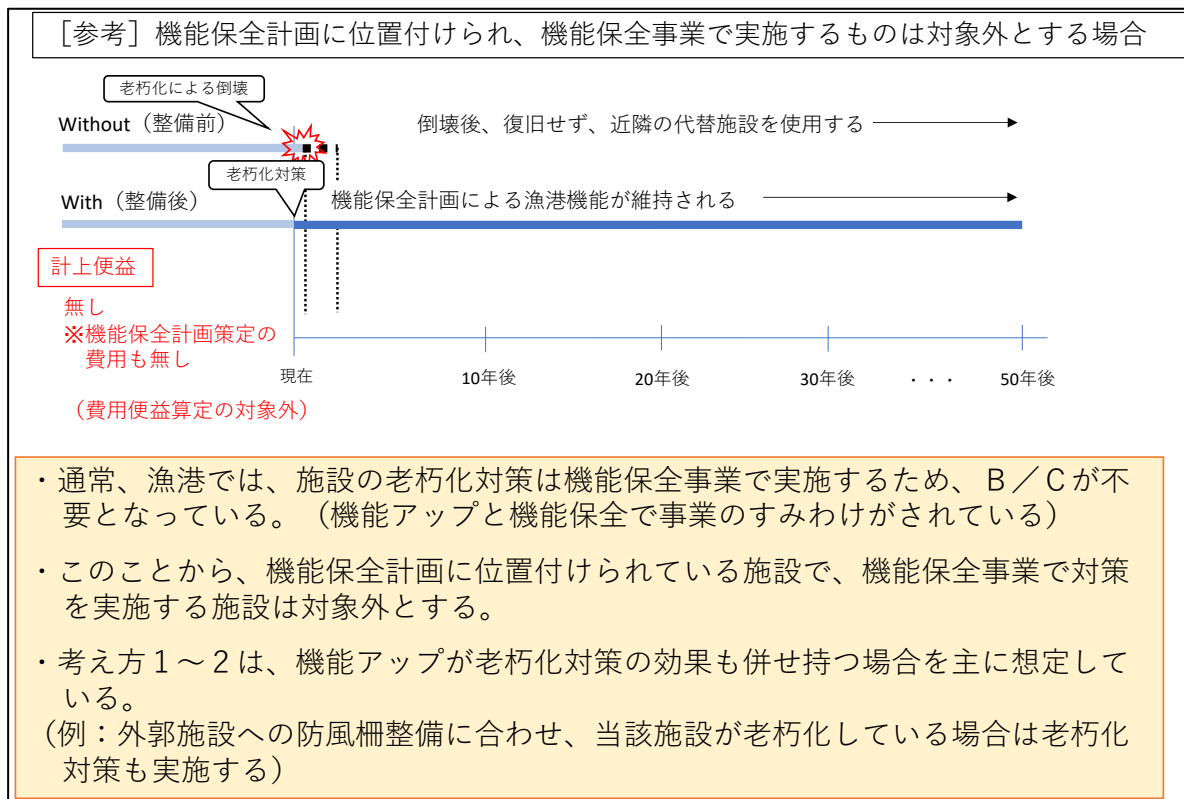 ［参考］機能保全計画に位置付けられ、機能保全事業で実施するものは対象外とする場合
老朽化による倒壊
Without（整備前）
倒壊後、復旧せず、近隣の代替施設を使用する
老朽化対策
With（整備後）
機能保全計画による漁港機能が維持される
計上便益
無し
※機能保全計画策定の
費用も無し
現在
10年後
20年後
30年後
・・・
50年後
（費用便益算定の対象外）
・通常、漁港では、施設の老朽化対策は機能保全事業で実施するため、Ｂ／Ｃが不
要となっている。（機能アップと機能保全で事業のすみわけがされている）
・このことから、機能保全計画に位置付けられている施設で、機能保全事業で対策
を実施する施設は対象外とする。
・考え方１～２は、機能アップが老朽化対策の効果も併せ持つ場合を主に想定して
いる。
（例：外郭施設への防風柵整備に合わせ、当該施設が老朽化している場合は老朽化
対策も実施する）